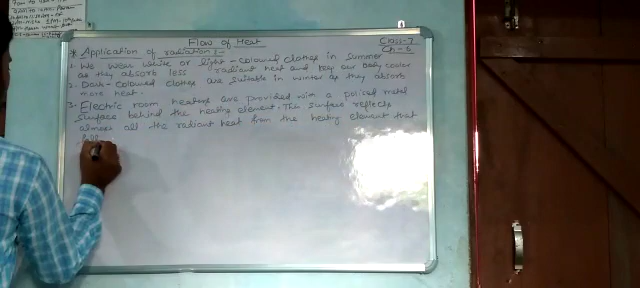 Flow of Heat
Class-7
Ch-5
* Application of radiation :-
1. We wear white or light-coloured clothes in summer
as they absorb less radiant heat and keep our body cooler
2. Dark-coloured clothes are suitable in winter as they absorb
more heat.
3. Electric room heaters are provided with a policed metal
surface behind the heating element. The surface reflects
almost all the radiant heat from the heating element that